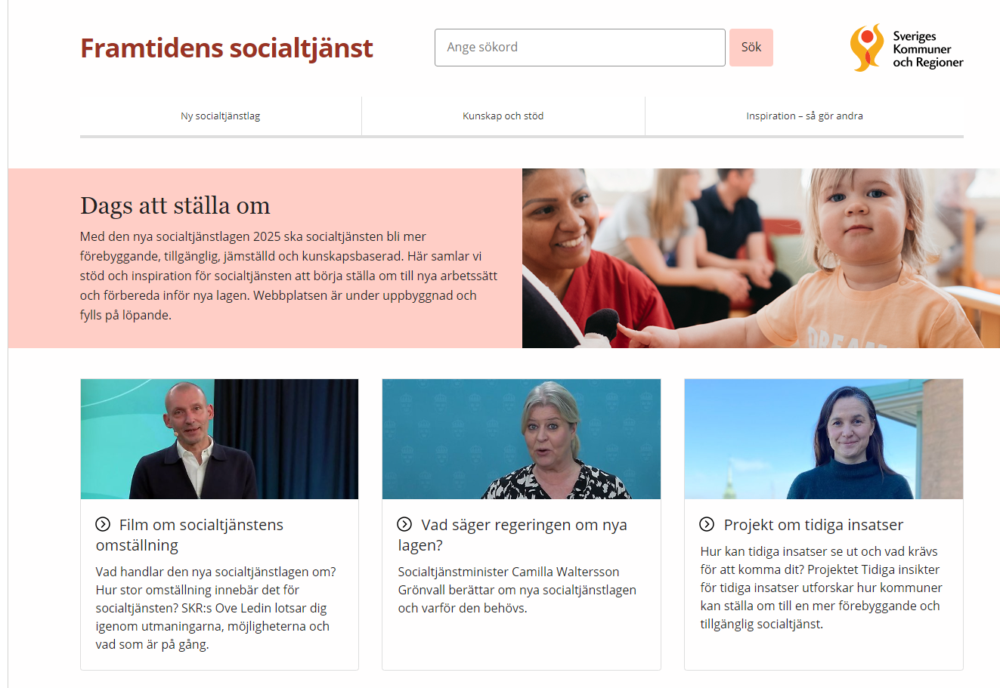 Framtidens socialtjänst
Ange sökord
Sök
Sveriges
Kommuner
och Regioner
Ny socialtjänstlag
Kunskap och stöd
Inspiration – så gör andra
Dags att ställa om
Med den nya socialtjänstlagen 2025 ska socialtjänsten bli mer
förebyggande, tillgänglig, jämställd och kunskapsbaserad. Här samlar vi
stöd och inspiration för socialtjänsten att börja ställa om till nya arbetssätt
och förbereda inför nya lagen. Webbplatsen är under uppbyggnad och
fylls på löpande.
Film om socialtjänstens
omställning
Vad handlar den nya socialtjänstlagen om?
Hur stor omställning innebär det för
socialtjänsten? SKR:s Ove Ledin lotsar dig
igenom utmaningarna, möjligheterna och
vad som är på gång.
Vad säger regeringen om nya
lagen?
Socialtjänstminister Camilla Waltersson
Grönvall berättar om nya socialtjänstlagen
och varför den behövs.
Projekt om tidiga insatser
Hur kan tidiga insatser se ut och vad krävs
för att komma dit? Projektet Tidiga insikter
för tidiga insatser utforskar hur kommuner
kan ställa om till en mer förebyggande och
tillgänglig socialtjänst.